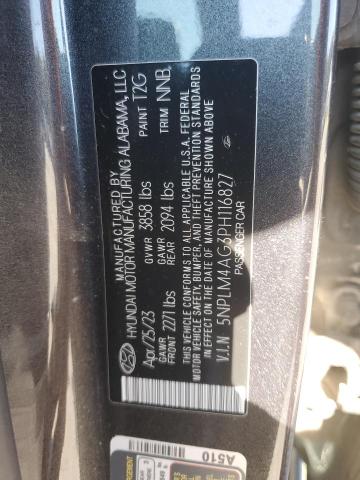 MANUFACTURED BY
HYUNDAI MOTOR MANUFACTURING ALABAMA, LLC
Apr/25/23 GVWR 3858 lbs PAINT T2G
GAWR FRONT 2271 lbs GAWR REAR 2094 lbs TRIM NNB
THIS VEHICLE CONFORMS TO ALL APPLICABLE U.S.A. FEDERAL
MOTOR VEHICLE SAFETY, BUMPER, AND THEFT PREVENTION STANDARDS
IN EFFECT ON THE DATE OF MANUFACTURE SHOWN ABOVE.
V.I.N 5NPLM4AG3PH116827
PASSENGER CAR
A510